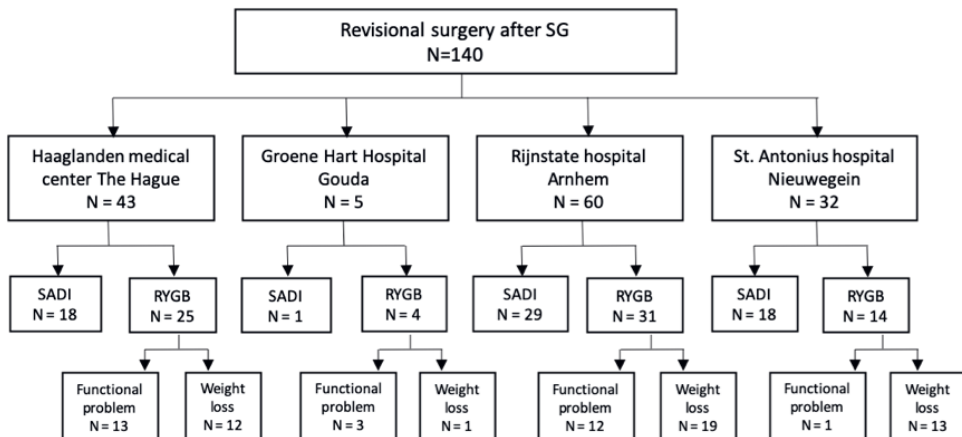 Revisional surgery after SG
N=140
Haaglanden medical
center The Hague
N = 43
Groene Hart Hospital
Gouda
N = 5
Rijnstate hospital
Arnhem
N = 60
St. Antonius hospital
Nieuwegein
N = 32
SADI
N = 18
RYGB
N = 25
SADI
N = 1
RYGB
N = 4
SADI
N = 29
RYGB
N = 31
SADI
N = 18
RYGB
N = 14
Functional
problem
N = 13
Weight
loss
N = 12
Functional
problem
N = 3
Weight
loss
N = 1
Functional
problem
N = 12
Weight
loss
N = 19
Functional
problem
N = 1
Weight
loss
N = 13